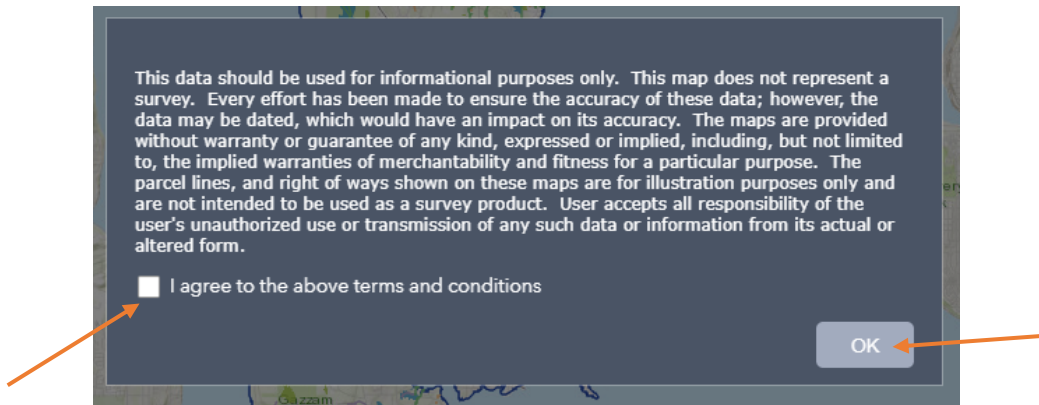 This data should be used for informational purposes only.  This map does not represent a
survey.  Every effort has been made to ensure the accuracy of these data; however, the
data may be dated, which would have an impact on its accuracy.  The maps are provided
without warranty or guarantee of any kind, expressed or implied, including, but not limited
to, the implied warranties of merchantability and fitness for a particular purpose.  The
parcel lines, and right of ways shown on these maps are for illustration purposes only and
are not intended to be used as a survey product.  User accepts all responsibility of the
user's unauthorized use or transmission of any such data or information from its actual or
altered form.
I agree to the above terms and conditions
OK
Gazzam